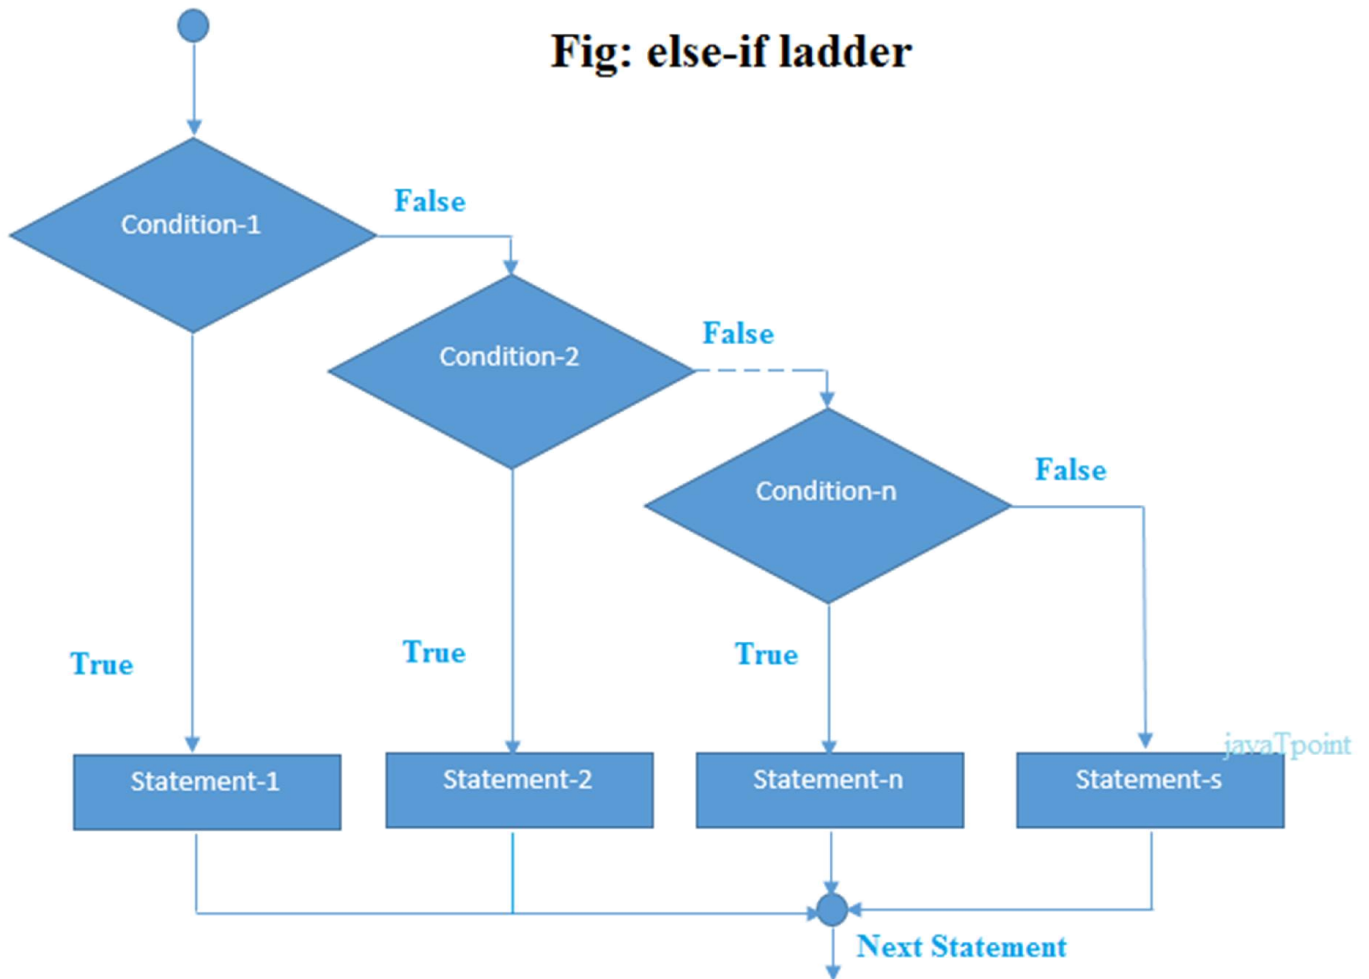 Fig: else-if ladder
Condition-1
False
Condition-2
False
Condition-n
False
True
True
True
Statement-1
Statement-2
Statement-n
Statement-s
javaTpoint
Next Statement